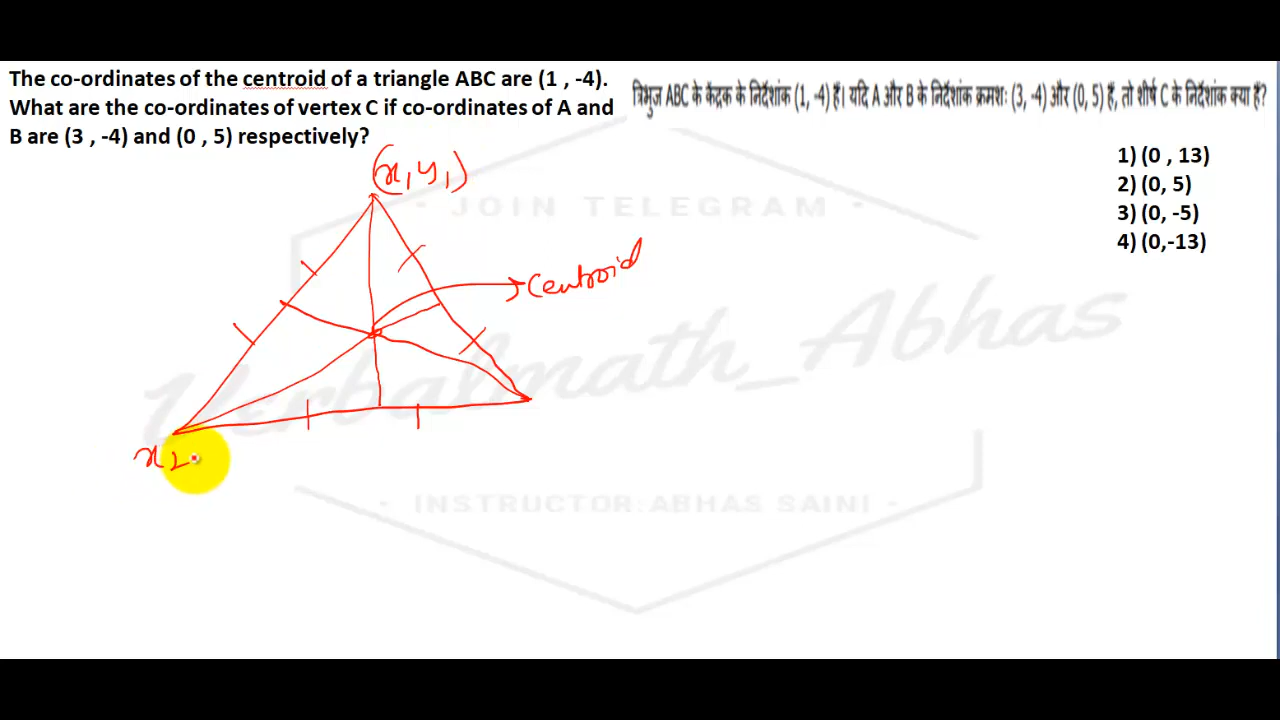 The co-ordinates of the centroid of a triangle ABC are (1 , -4).
What are the co-ordinates of vertex C if co-ordinates of A and
B are (3 , -4) and (0 , 5) respectively?
त्रिभुज ABC के केंद्रक के निर्देशांक (1, -4) हैं। यदि A और B के निर्देशांक क्रमशः (3, -4) और (0, 5) हैं, तो शीर्ष C के निर्देशांक क्या हैं?
1) (0 , 13)
2) (0, 5)
3) (0, -5)
4) (0,-13)
(x₁ y₁)
· JOIN TELEGRAM ·
Centroid
Verbalmath_Abhas
x₂
· INSTRUCTOR:ABHAS SAINI ·